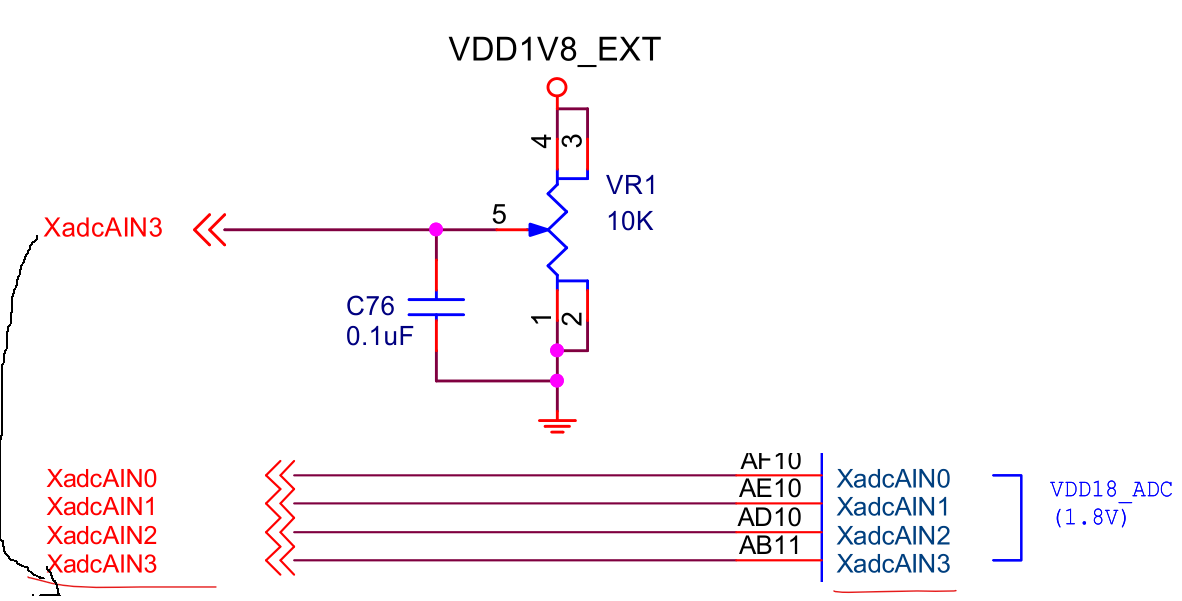 VDD1V8_EXT
4
3
VR1
10K
XadcAIN3
5
C76
0.1uF
1
2
XadcAIN0
AF10
XadcAIN0
XadcAIN1
AE10
XadcAIN1
XadcAIN2
AD10
XadcAIN2
XadcAIN3
AB11
XadcAIN3
VDD18_ADC
(1.8V)